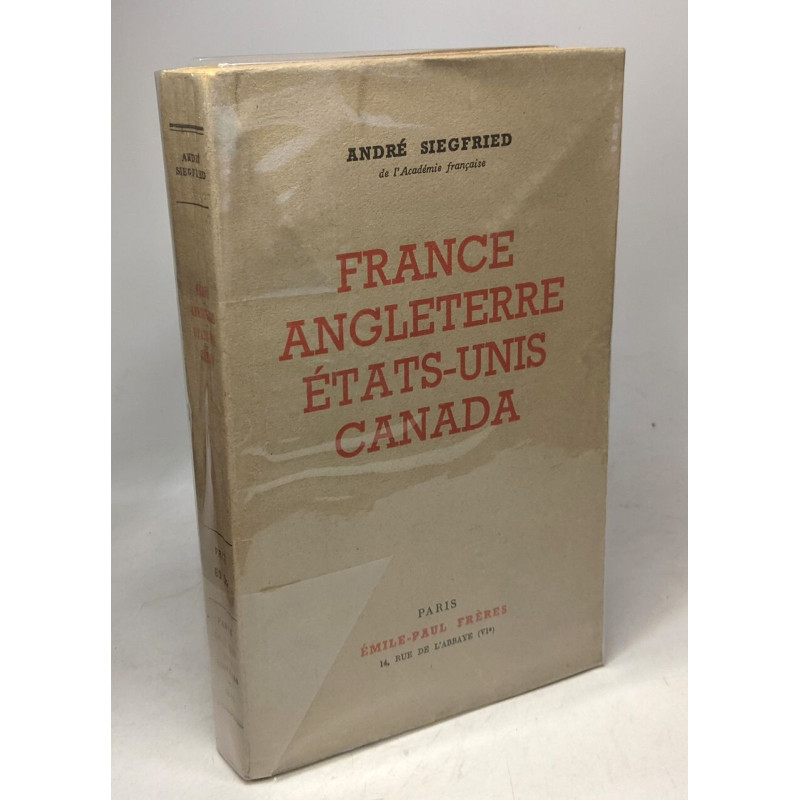 ANDRÉ SIEGFRIED
de l'Académie française
FRANCE
ANGLETERRE
ÉTATS-UNIS
CANADA
PARIS
ÉMILE-PAUL FRÈRES
14, RUE DE L'ABBAYE (VIe)
ANDRÉ
SIEGFRIED